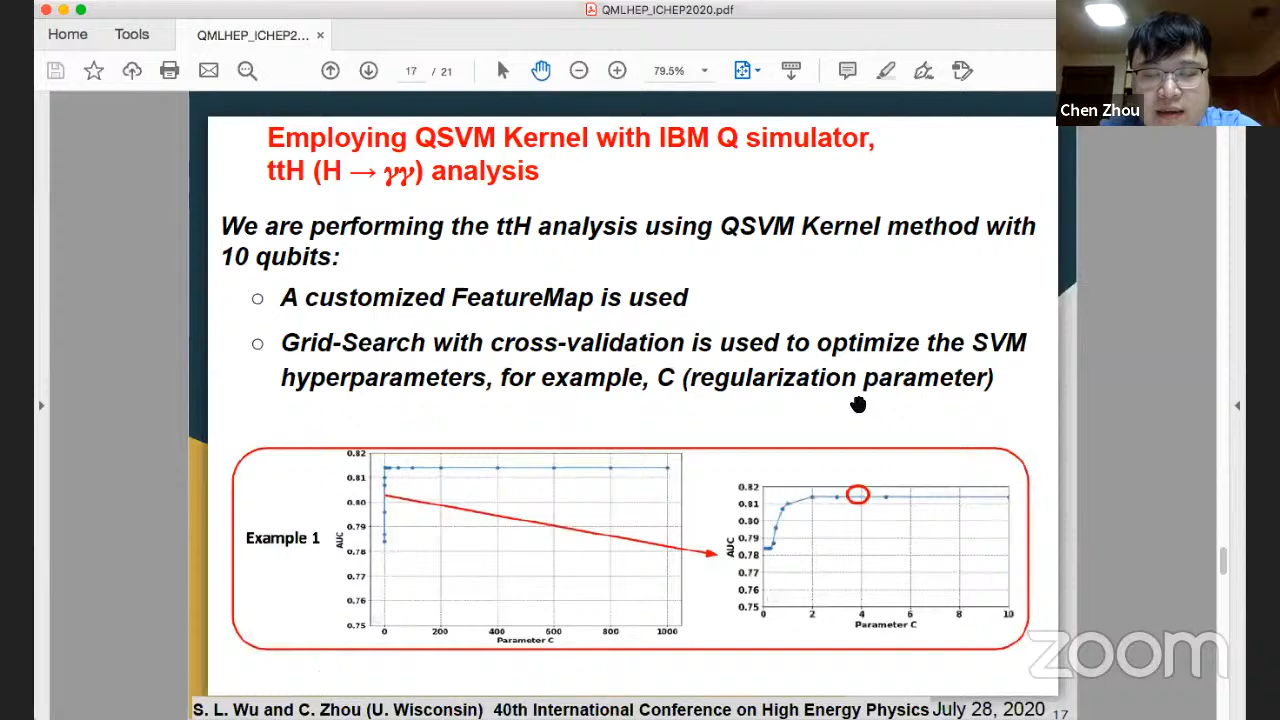 QMLHEP_ICHEP2020.pdf
Home
Tools
QMLHEP_ICHEP2... ×
17 / 21
79.5%
Chen Zhou
Employing QSVM Kernel with IBM Q simulator,
ttH (H → γγ) analysis
We are performing the ttH analysis using QSVM Kernel method with
10 qubits:
○ A customized FeatureMap is used
○ Grid-Search with cross-validation is used to optimize the SVM
hyperparameters, for example, C (regularization parameter)
Example 1
AUC
0.82
0.81
0.80
0.79
0.78
0.77
0.76
0.75
0 200 400 600 800 1000
Parameter C
AUC
0.82
0.81
0.80
0.79
0.78
0.77
0.76
0.75
0 2 4 6 8 10
Parameter C
zoom
S. L. Wu and C. Zhou (U. Wisconsin) 40th International Conference on High Energy Physics July 28, 2020 17